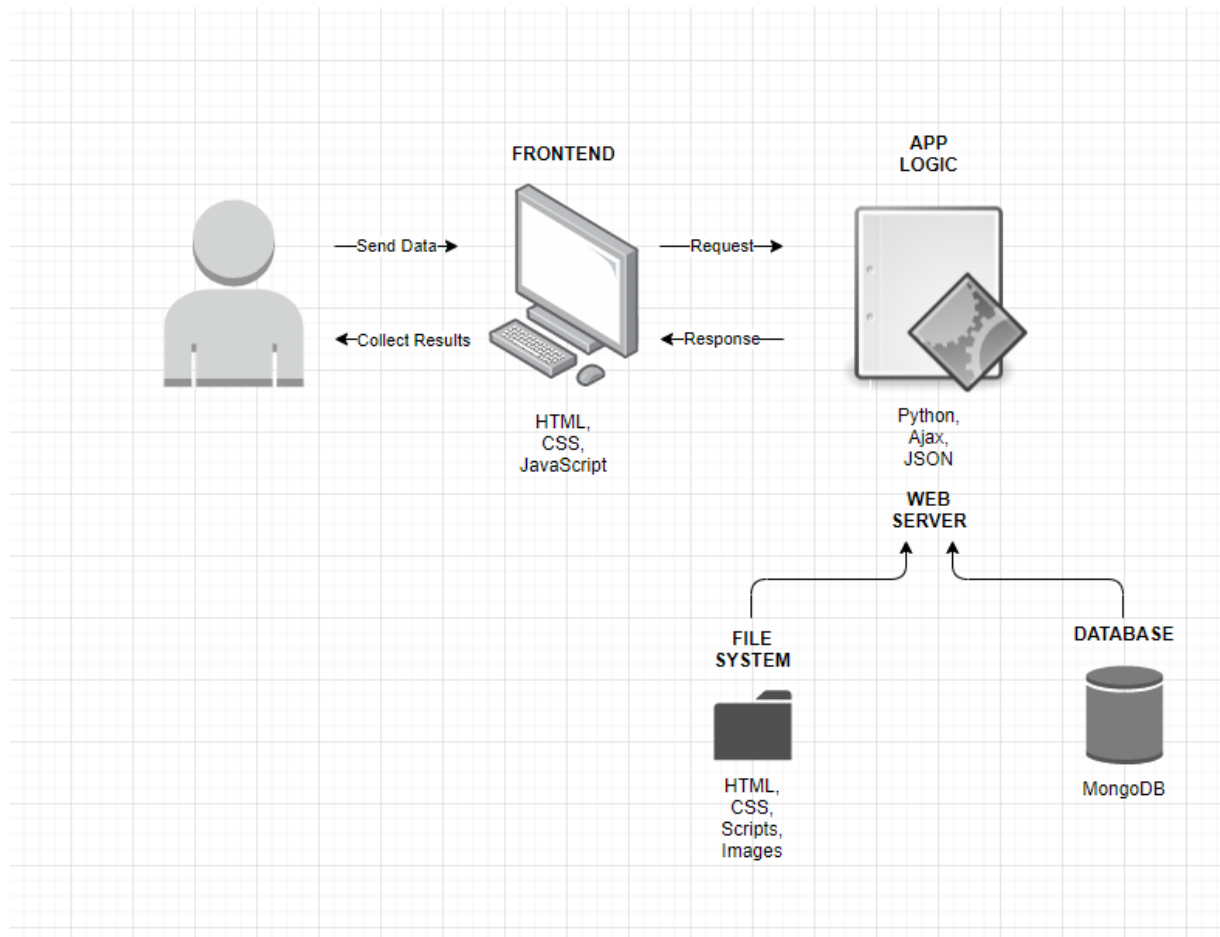 FRONTEND
APP
LOGIC
Send Data
Request
Collect Results
Response
HTML,
CSS,
JavaScript
Python,
Ajax,
JSON
WEB
SERVER
FILE
SYSTEM
DATABASE
HTML,
CSS,
Scripts,
Images
MongoDB